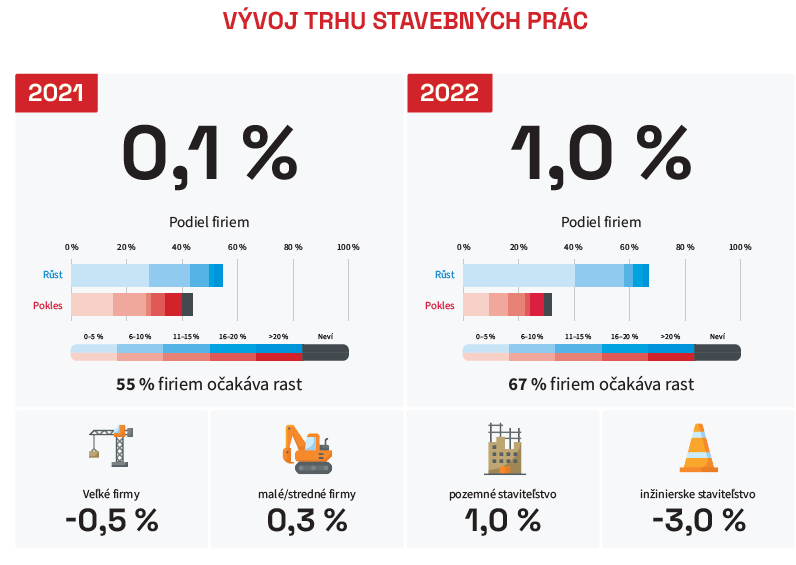 VÝVOJ TRHU STAVEBNÝCH PRÁC
2021
0,1 %
Podiel firiem
0 % 20 % 40 % 60 % 80 % 100 %
Růst
Pokles
0–5 % 6–10 % 11–15 % 16–20 % >20 % Neví
55 % firiem očakáva rast
2022
1,0 %
Podiel firiem
0 % 20 % 40 % 60 % 80 % 100 %
Růst
Pokles
0–5 % 6–10 % 11–15 % 16–20 % >20 % Neví
67 % firiem očakáva rast
Veľké firmy
-0,5 %
malé/stredné firmy
0,3 %
pozemné staviteľstvo
1,0 %
inžinierske staviteľstvo
-3,0 %